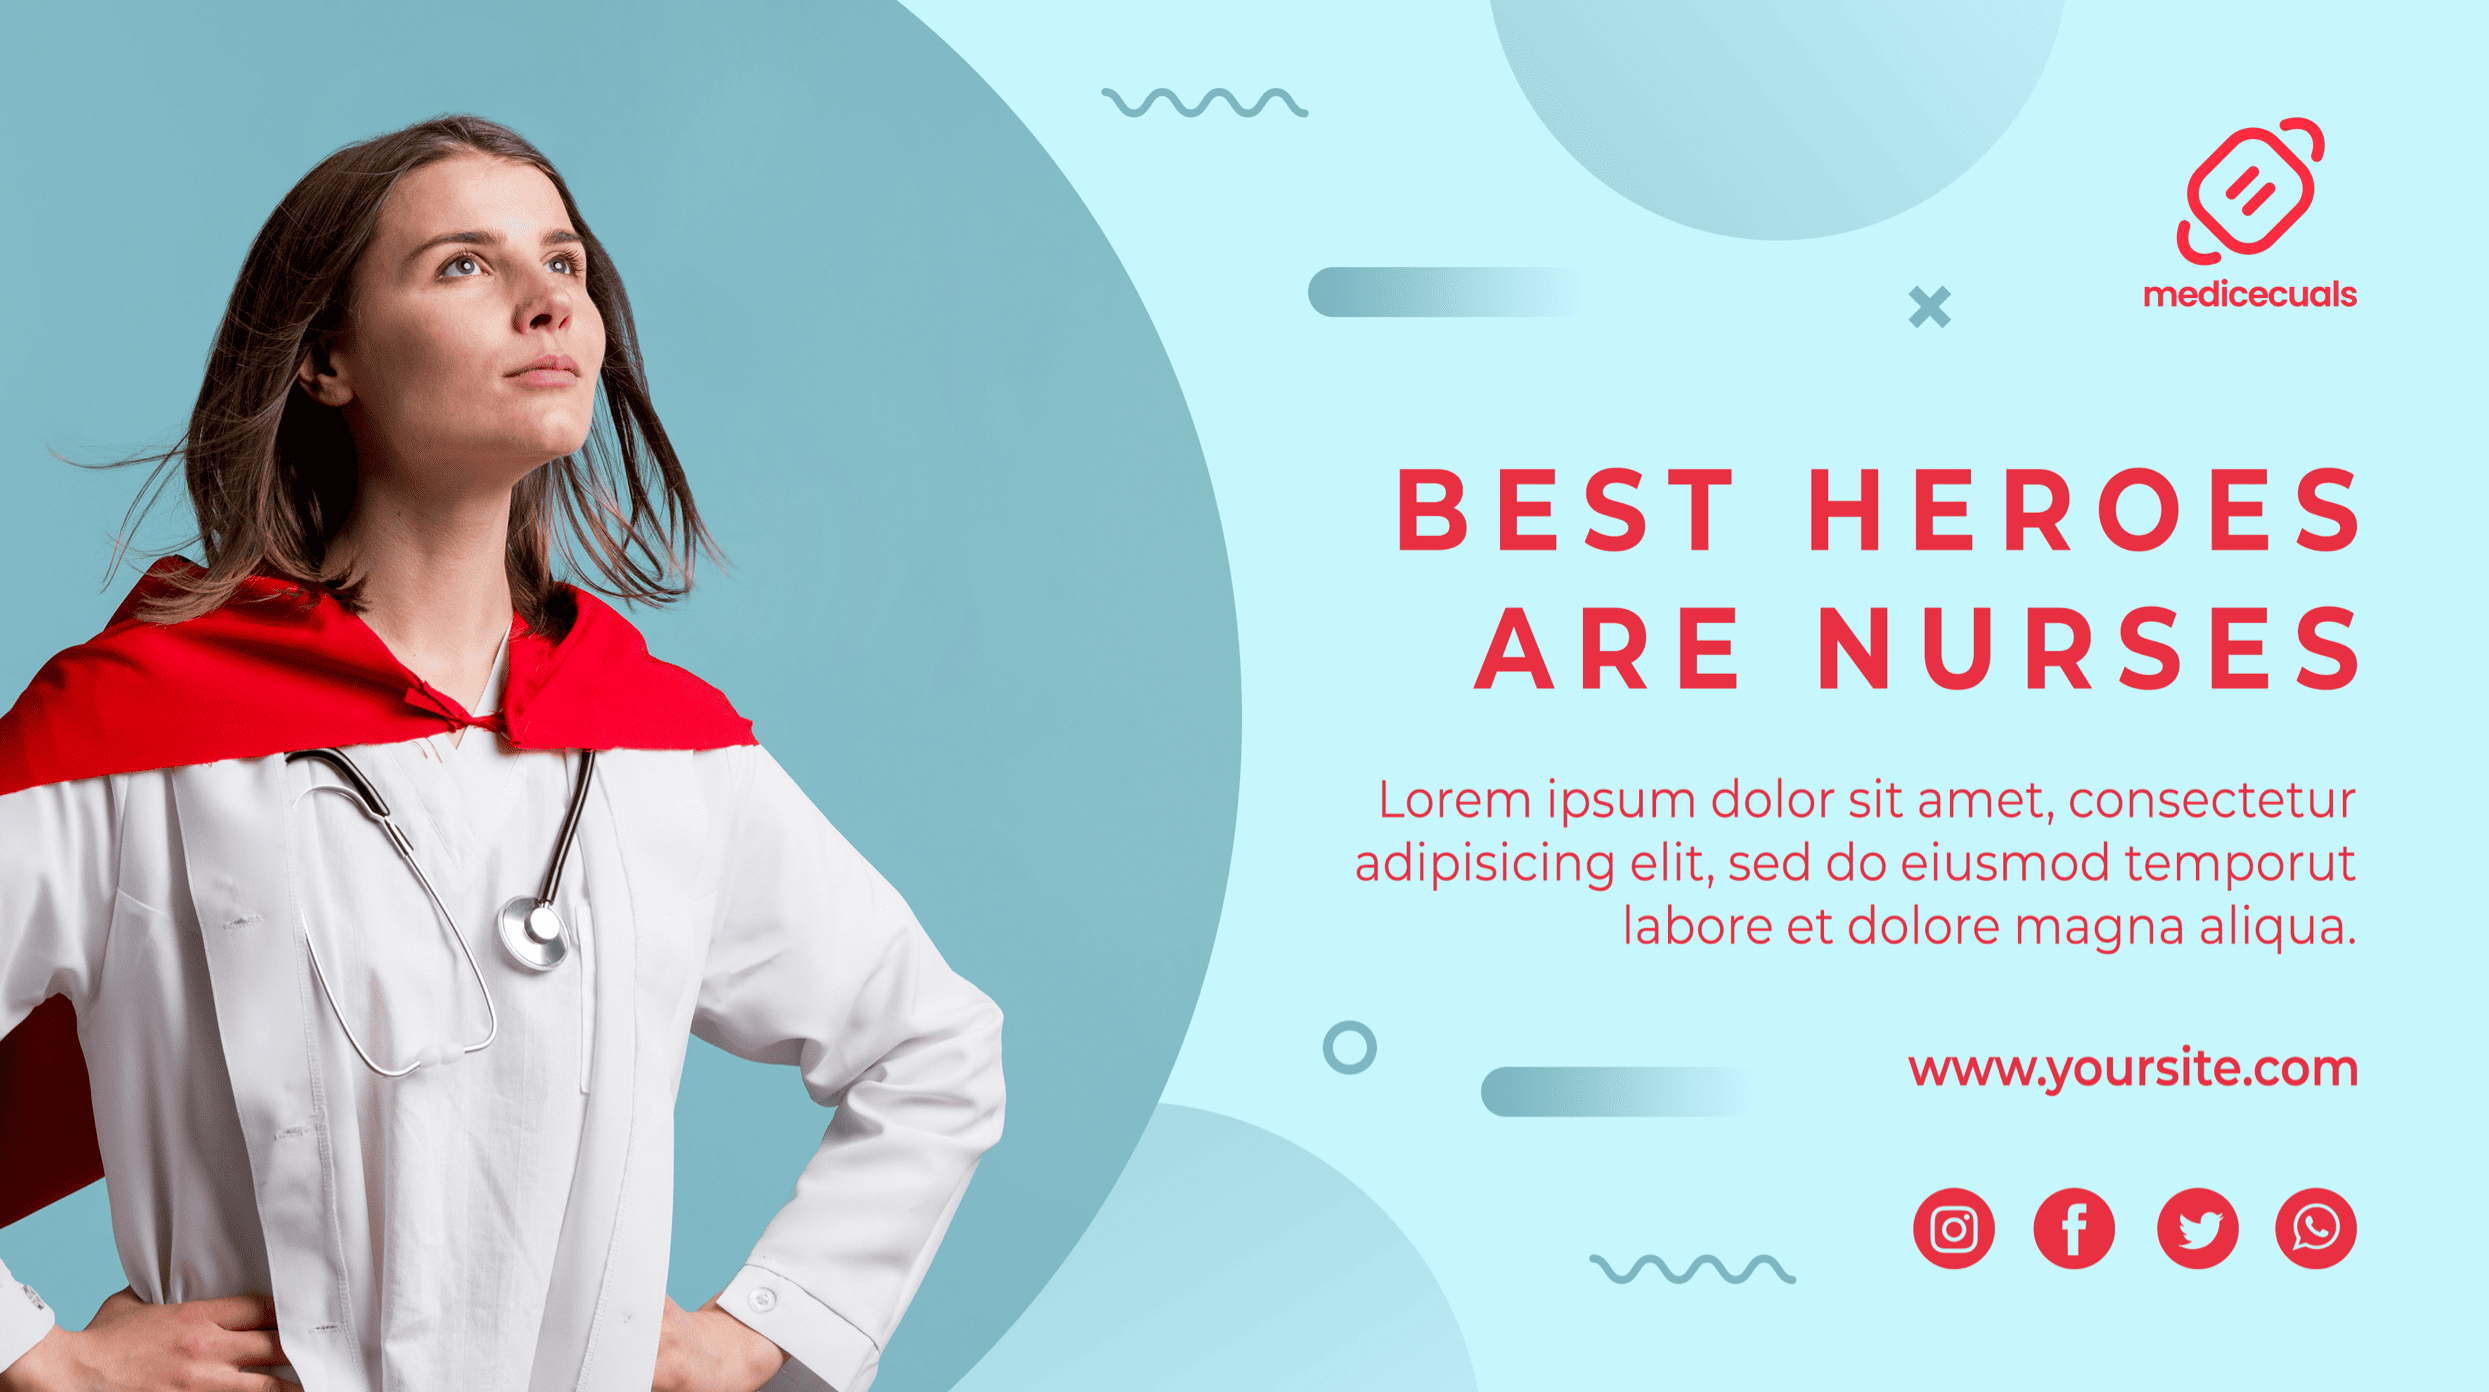 medicecuals
BEST HEROES
ARE NURSES
Lorem ipsum dolor sit amet, consectetur
adipisicing elit, sed do eiusmod temporut
labore et dolore magna aliqua.
www.yoursite.com